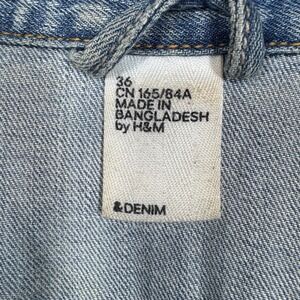 36
CN 165/84A
MADE IN
BANGLADESH
by H&M
&DENIM